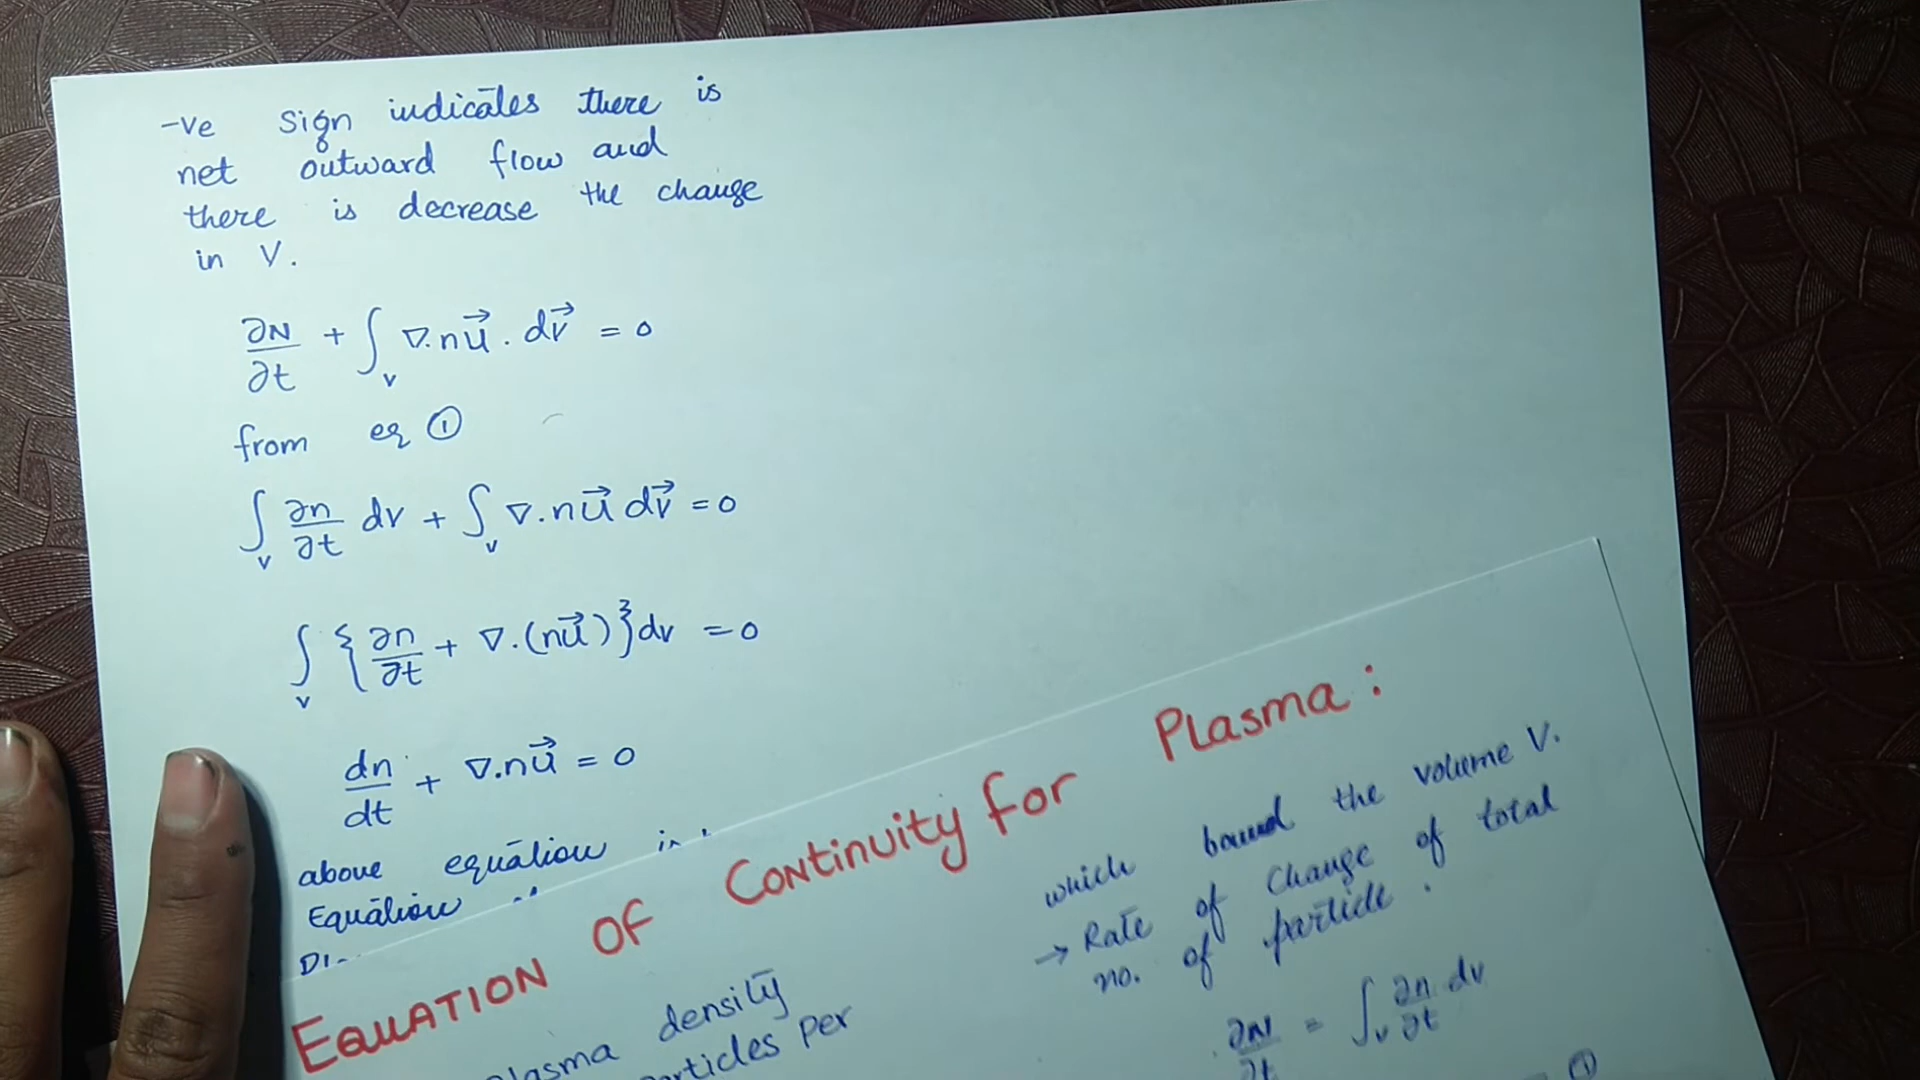 -ve sign indicates there is
net outward flow and
there is decrease the change
in V.
∂N/∂t + ∫_v ∇.nu⃗ . dv⃗ = 0
from eq ①
∫_v ∂n/∂t dv + ∫_v ∇.nu⃗ dv⃗ = 0
∫_v {∂n/∂t + ∇.(nu⃗)}dv = 0
dn/dt + ∇.nu⃗ = 0
above equation
Equation
EQUATION OF Continuity for Plasma :
Plasma density
particles per
which bound the volume V.
→ Rate of Change of total
no. of particle .
∂N/∂t = ∫_v ∂n/∂t dv
①